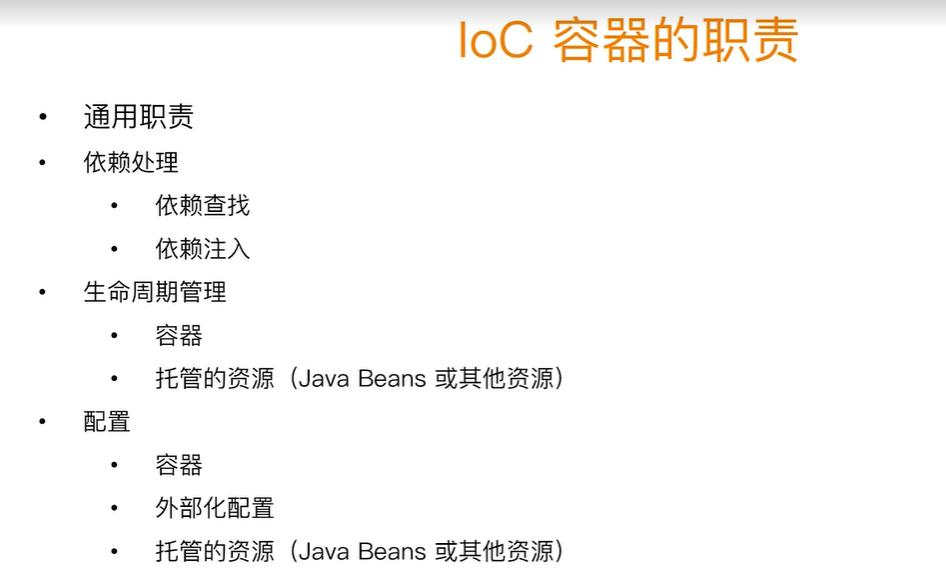 IoC 容器的职责
• 通用职责
• 依赖处理
• 依赖查找
• 依赖注入
• 生命周期管理
• 容器
• 托管的资源（Java Beans 或其他资源）
• 配置
• 容器
• 外部化配置
• 托管的资源（Java Beans 或其他资源）